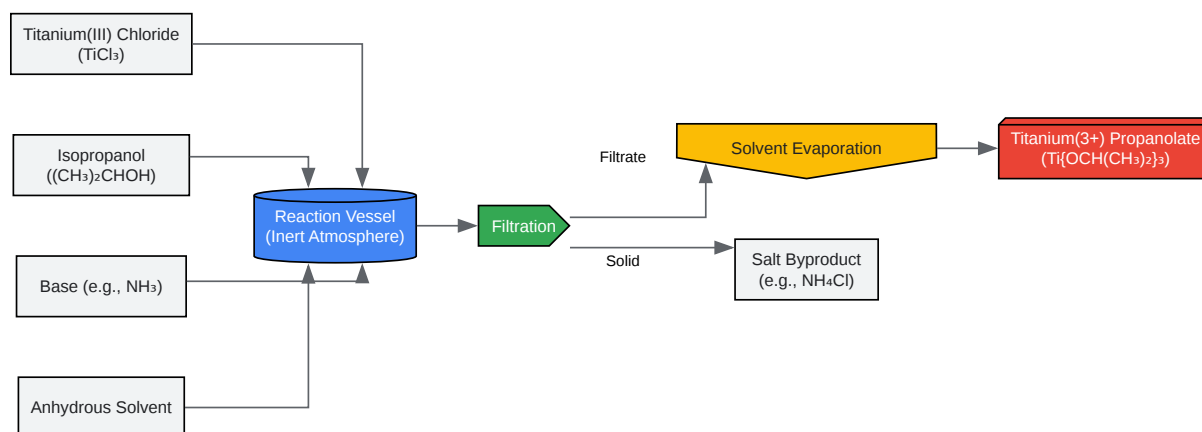 Titanium(III) Chloride
(TiCl₃)
Isopropanol
((CH₃)₂CHOH)
Base (e.g., NH₃)
Anhydrous Solvent
Reaction Vessel
(Inert Atmosphere)
Filtration
Filtrate
Solid
Solvent Evaporation
Salt Byproduct
(e.g., NH₄Cl)
Titanium(3+) Propanolate
(Ti{OCH(CH₃)₂}₃)